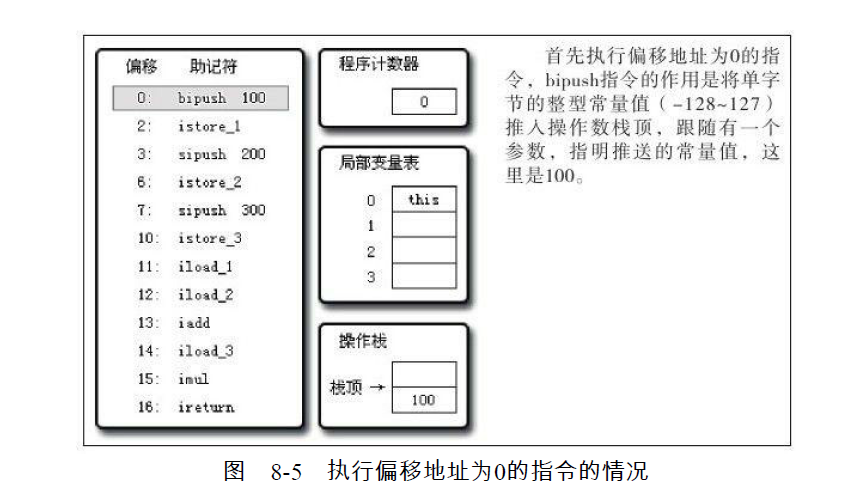 偏移 助记符
0: bipush 100
2: istore_1
3: sipush 200
6: istore_2
7: sipush 300
10: istore_3
11: iload_1
12: iload_2
13: iadd
14: iload_3
15: imul
16: ireturn
程序计数器
0
局部变量表
0 this
1
2
3
操作栈
栈顶 →
100
首先执行偏移地址为0的指
令，bipush指令的作用是将单字
节的整型常量值（-128~127）
推入操作数栈顶，跟随有一个
参数，指明推送的常量值，这
里是100。
图 8-5 执行偏移地址为0的指令的情况